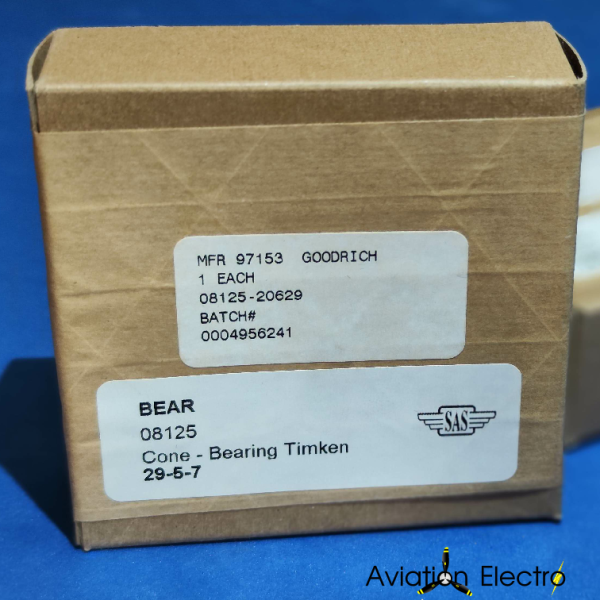 MFR 97153 GOODRICH
1 EACH
08125-20629
BATCH#
0004956241
BEAR
08125
SAS
Cone - Bearing Timken
29-5-7
Aviation Electro